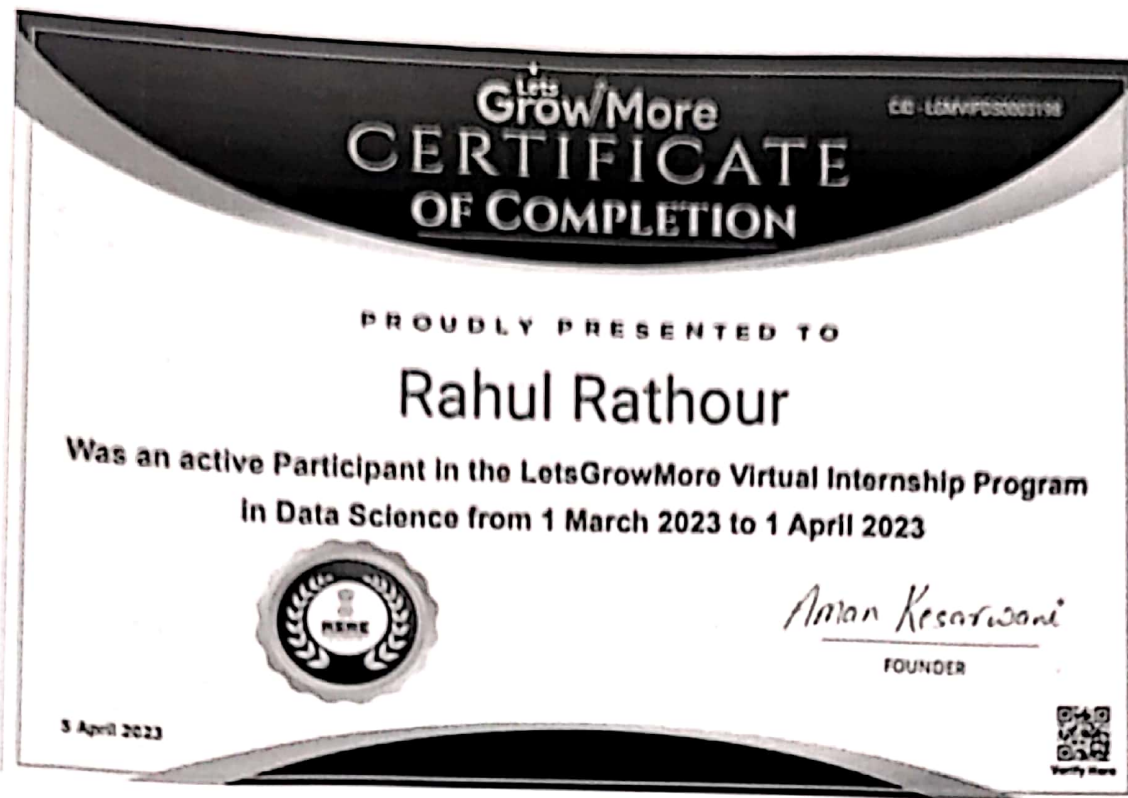 Lets
GrowMore
CERTIFICATE
OF COMPLETION
PROUDLY PRESENTED TO
Rahul Rathour
Was an active Participant in the LetsGrowMore Virtual Internship Program
in Data Science from 1 March 2023 to 1 April 2023
Aman Kesarwani
FOUNDER
April 2023
Verify Here